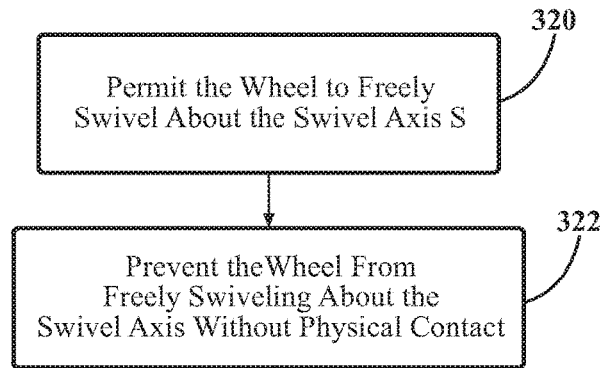 320
Permit the Wheel to Freely
Swivel About the Swivel Axis S
322
Prevent theWheel From
Freely Swiveling About the
Swivel Axis Without Physical Contact